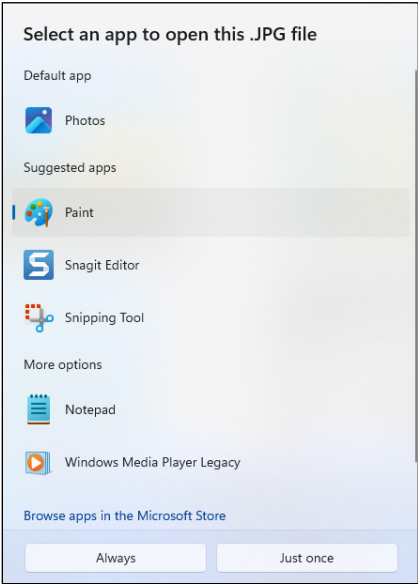 Select an app to open this .JPG file
Default app
Photos
Suggested apps
Paint
Snagit Editor
Snipping Tool
More options
Notepad
Windows Media Player Legacy
Browse apps in the Microsoft Store
Always
Just once